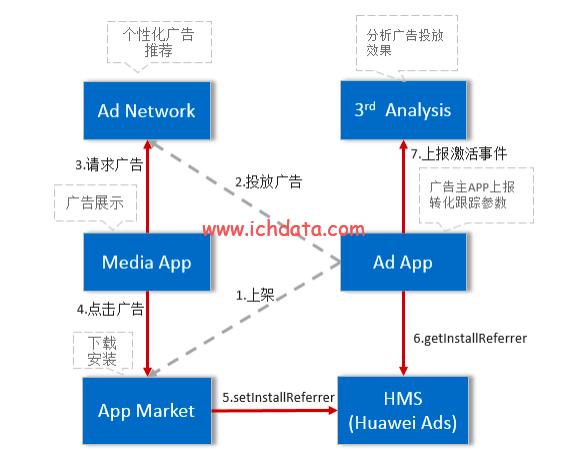 个性化广告
推荐
分析广告投放
效果
Ad Network
3rd Analysis
3.请求广告
2.投放广告
7.上报激活事件
广告展示
广告主APP上报
转化跟踪参数
www.ichdata.com
Media App
Ad App
4.点击广告
1.上架
下载
安装
6.getInstallReferrer
App Market
5.setInstallReferrer
HMS
(Huawei Ads)